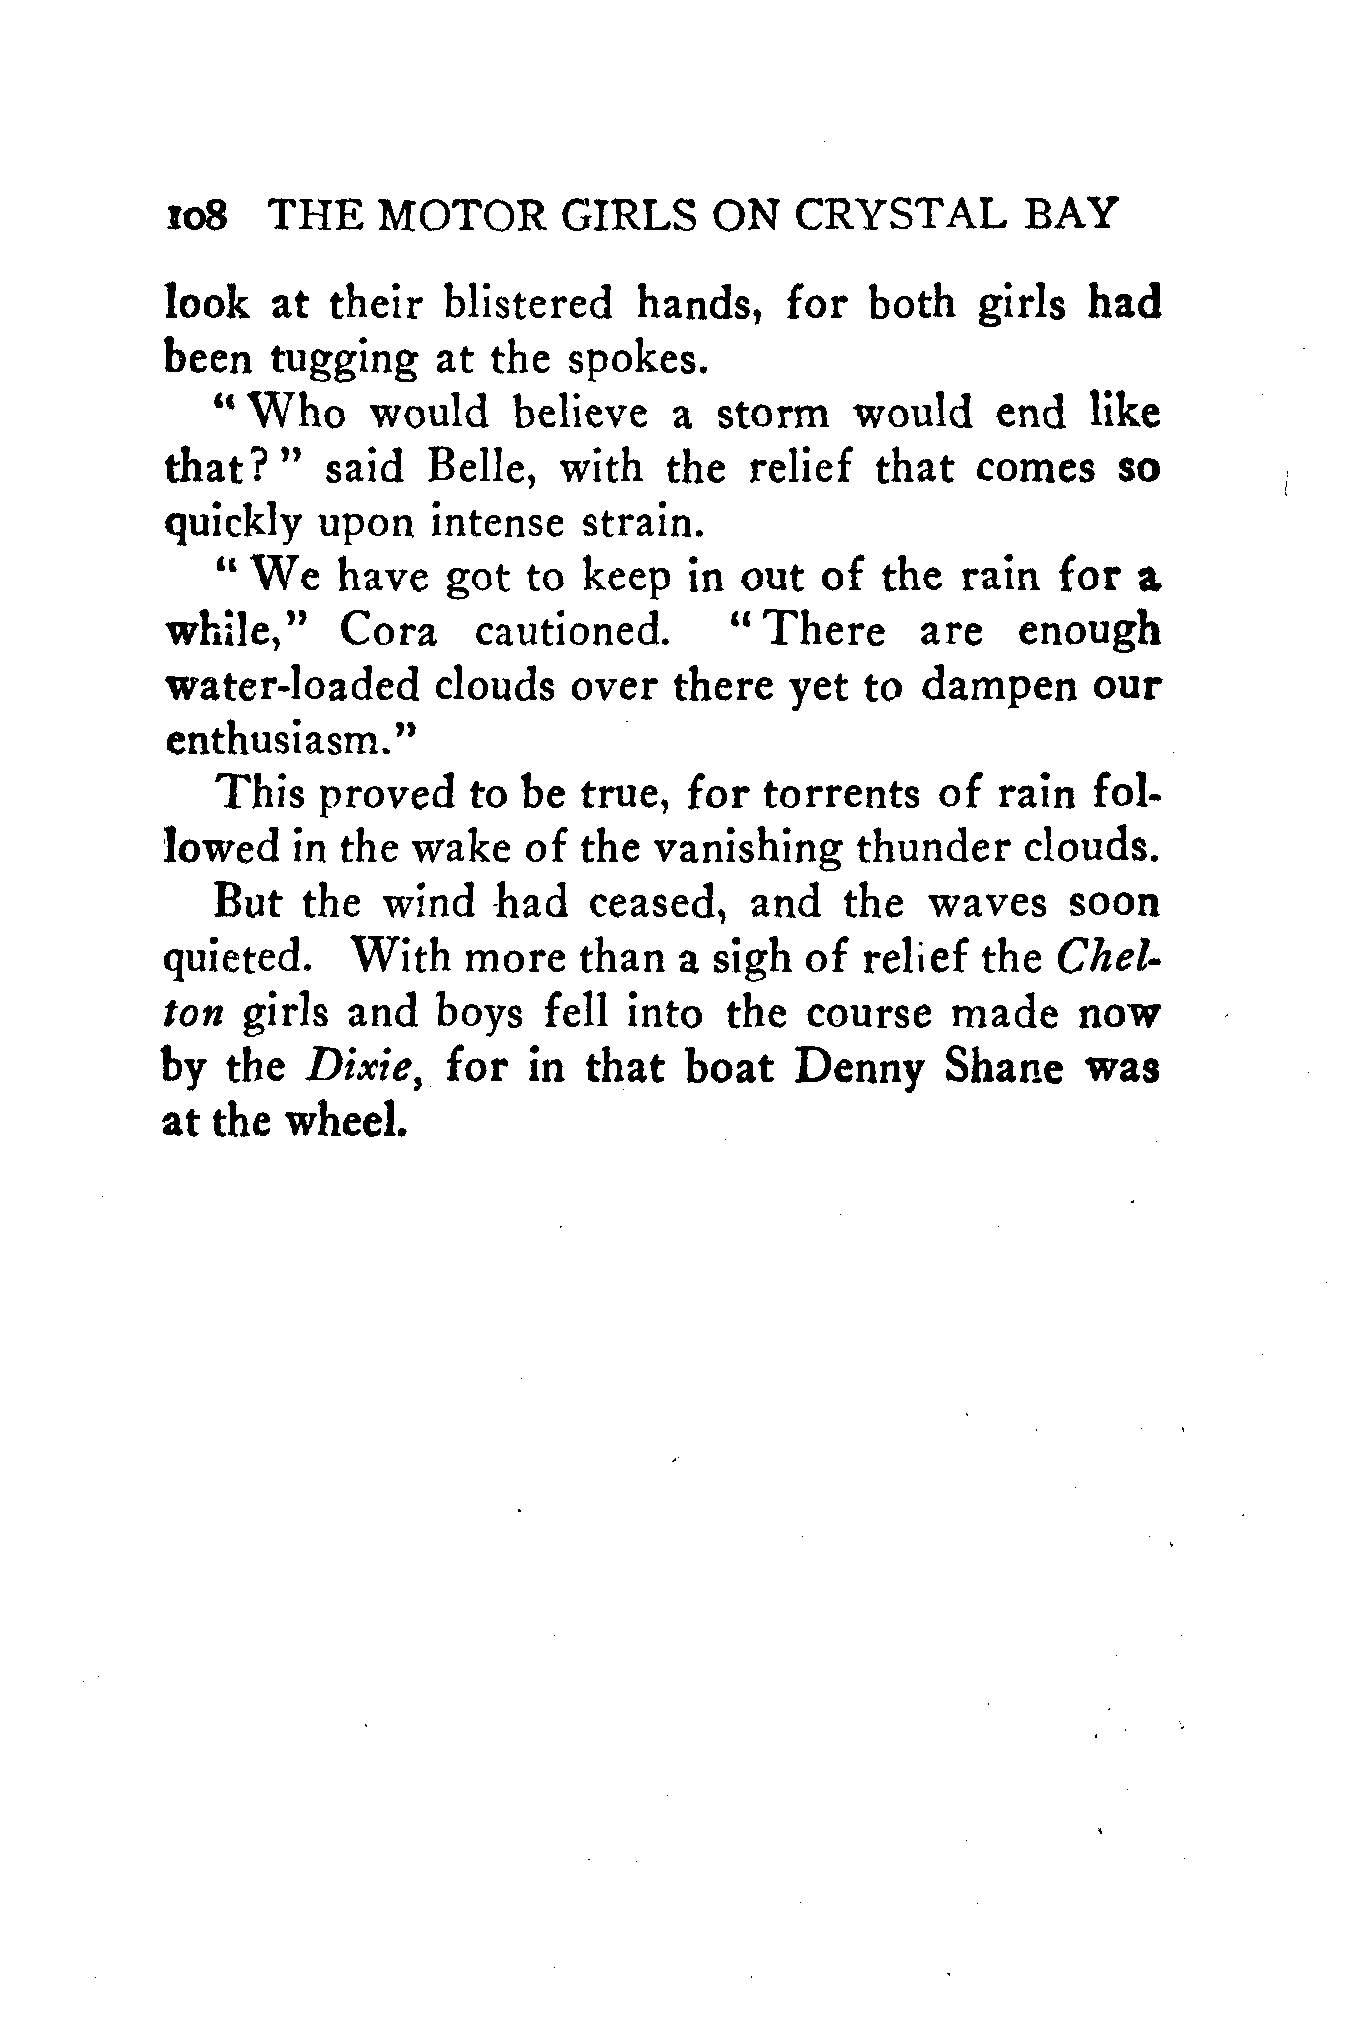 108 THE MOTOR GIRLS ON CRYSTAL BAY
look at their blistered hands, for both girls had
been tugging at the spokes.
“ Who would believe a storm would end like
that? ” said Belle, with the relief that comes so
quickly upon intense strain.
“ We have got to keep in out of the rain for a
while,” Cora cautioned. “ There are enough
water-loaded clouds over there yet to dampen our
enthusiasm.”
This proved to be true, for torrents of rain fol-
lowed in the wake of the vanishing thunder clouds.
But the wind had ceased, and the waves soon
quieted. With more than a sigh of relief the Chel-
ton girls and boys fell into the course made now
by the Dixie, for in that boat Denny Shane was
at the wheel.